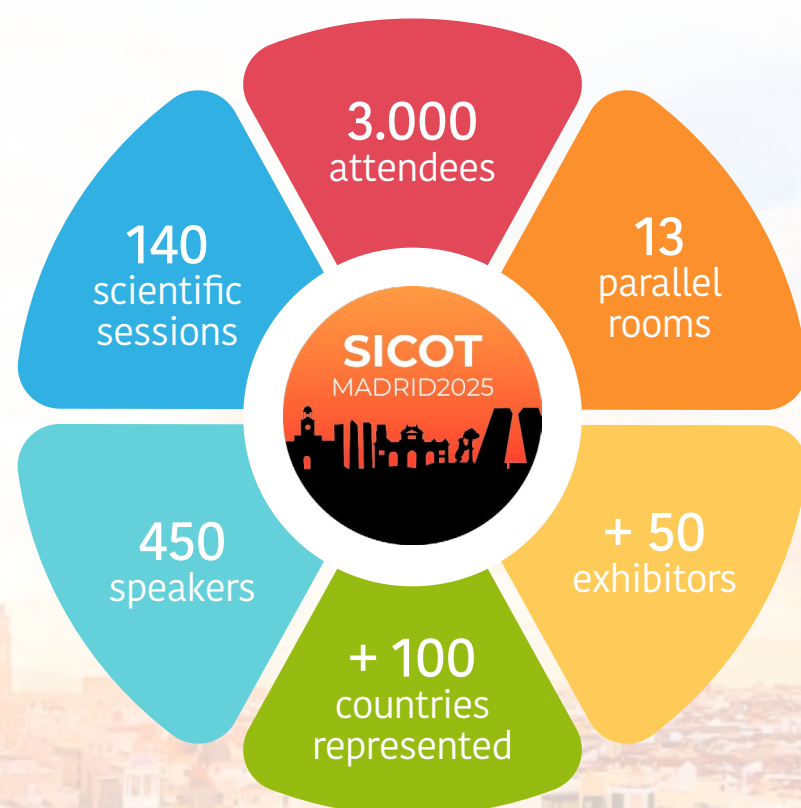 3.000
attendees
13
parallel
rooms
+ 50
exhibitors
+ 100
countries
represented
450
speakers
140
scientific
sessions
SICOT
MADRID2025